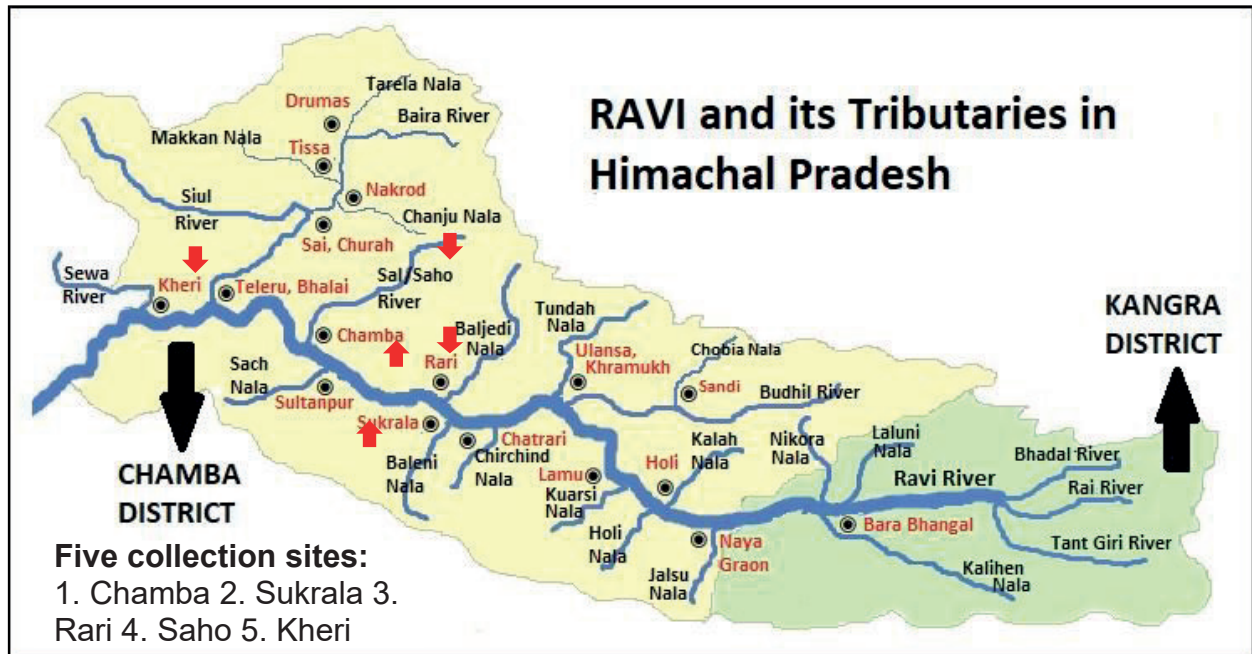 RAVI and its Tributaries in
Himachal Pradesh
Tarela Nala
Drumas
Baira River
Makkan Nala
Tissa
Nakrod
Siul
River
Chanju Nala
Sai, Churah
Sewa
River
Kheri
Teleru, Bhalai
Sal/Saho
River
Chamba
Baljedi
Nala
Rari
Tundah
Nala
Ulansa,
Khramukh
Chobia Nala
Sandi
Budhil River
KANGRA
DISTRICT
Sach
Nala
Sultanpur
Sukrala
Baleni
Nala
Chatrari
Chirchind
Nala
Lamu
Kuarsi
Nala
Holi
Kalah
Nala
Nikora
Nala
Laluni
Nala
Ravi River
Bhadal River
Rai River
Tant Giri River
Bara Bhangal
Kalihen
Nala
Holi
Nala
Naya
Graon
Jalsu
Nala
CHAMBA
DISTRICT
Five collection sites:
1. Chamba 2. Sukrala 3.
Rari 4. Saho 5. Kheri